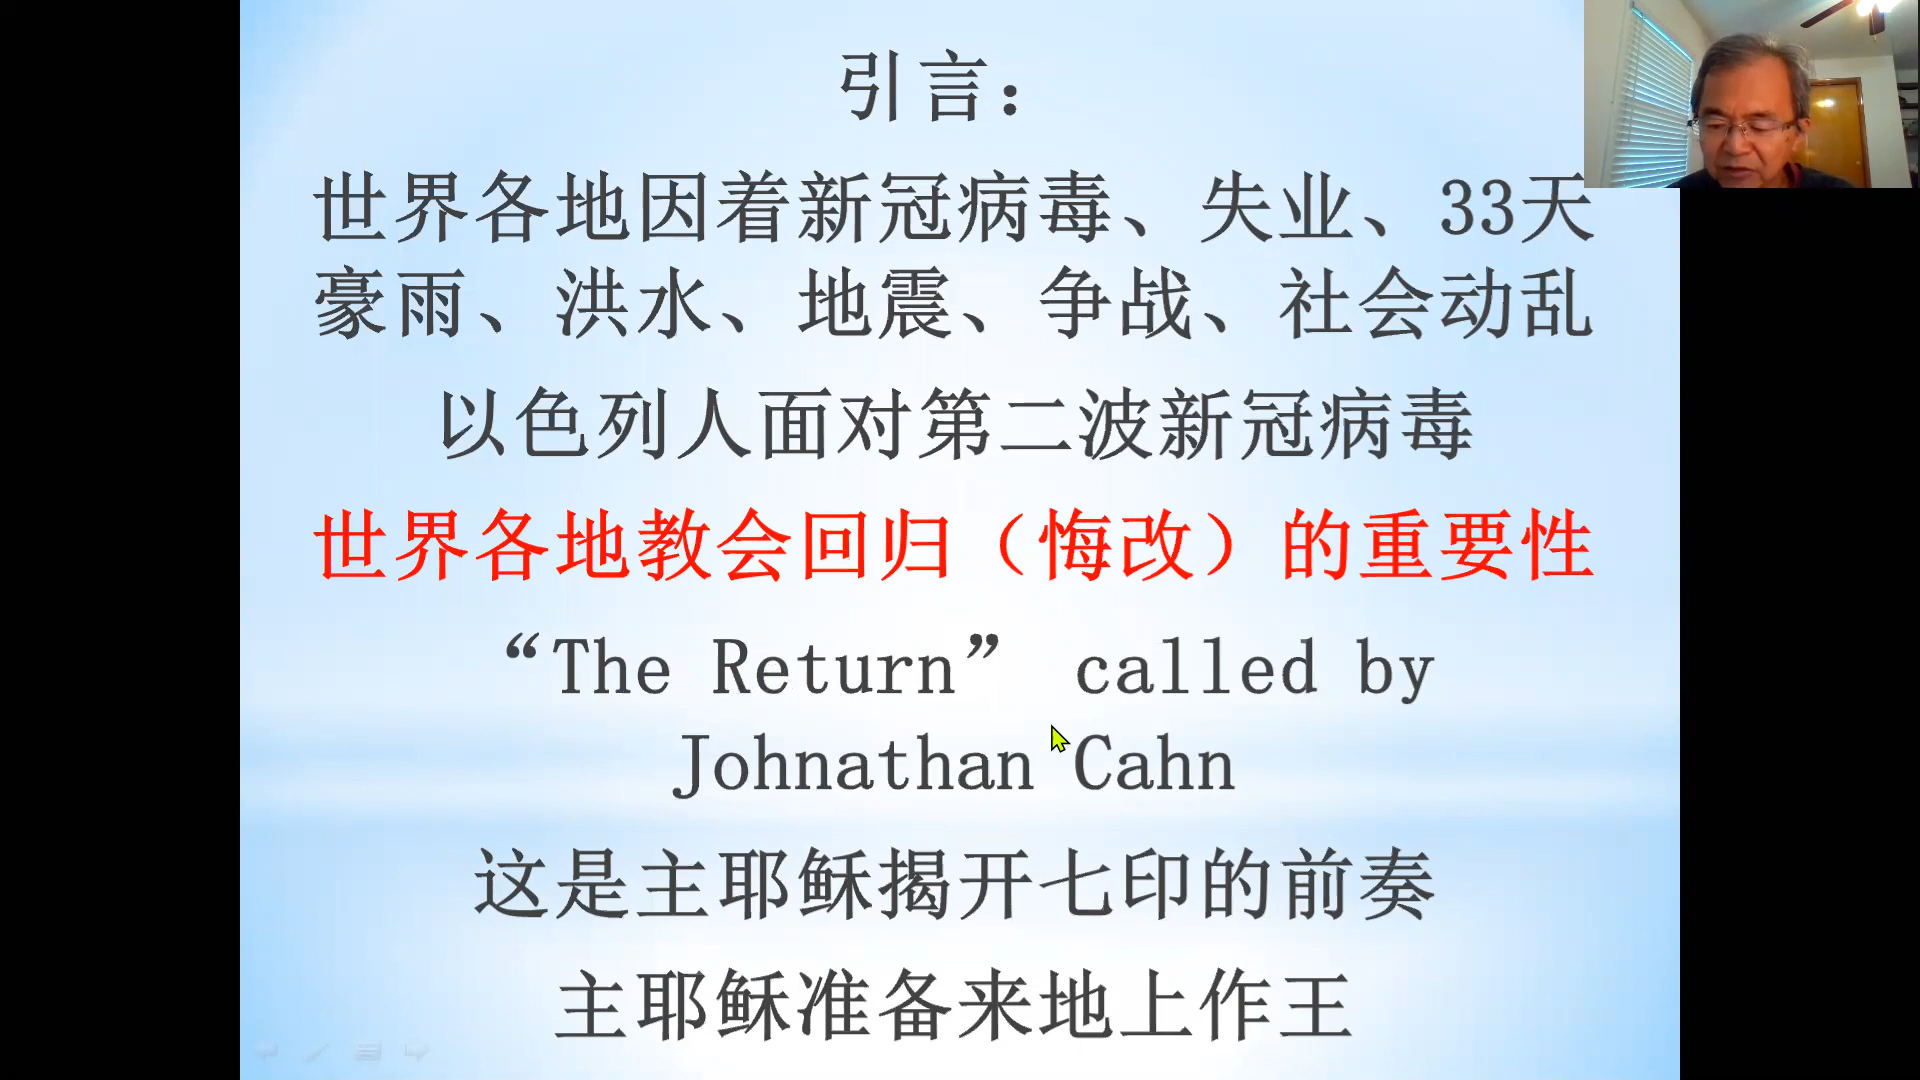 引言：
世界各地因着新冠病毒、失业、33天
豪雨、洪水、地震、争战、社会动乱
以色列人面对第二波新冠病毒
世界各地教会回归（悔改）的重要性
“The Return” called by
Johnathan Cahn
这是主耶稣揭开七印的前奏
主耶稣准备来地上作王